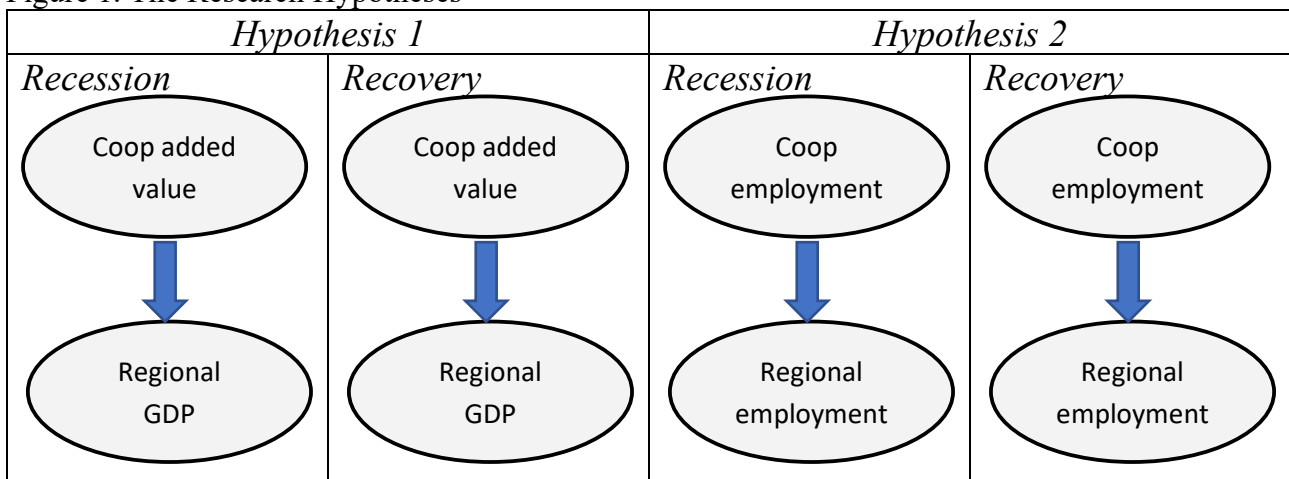 Figure 1. The Research Hypotheses
Hypothesis 1
Hypothesis 2
Recession
Recovery
Recession
Recovery
Coop added
value
Coop added
value
Coop
employment
Coop
employment
Regional
GDP
Regional
GDP
Regional
employment
Regional
employment